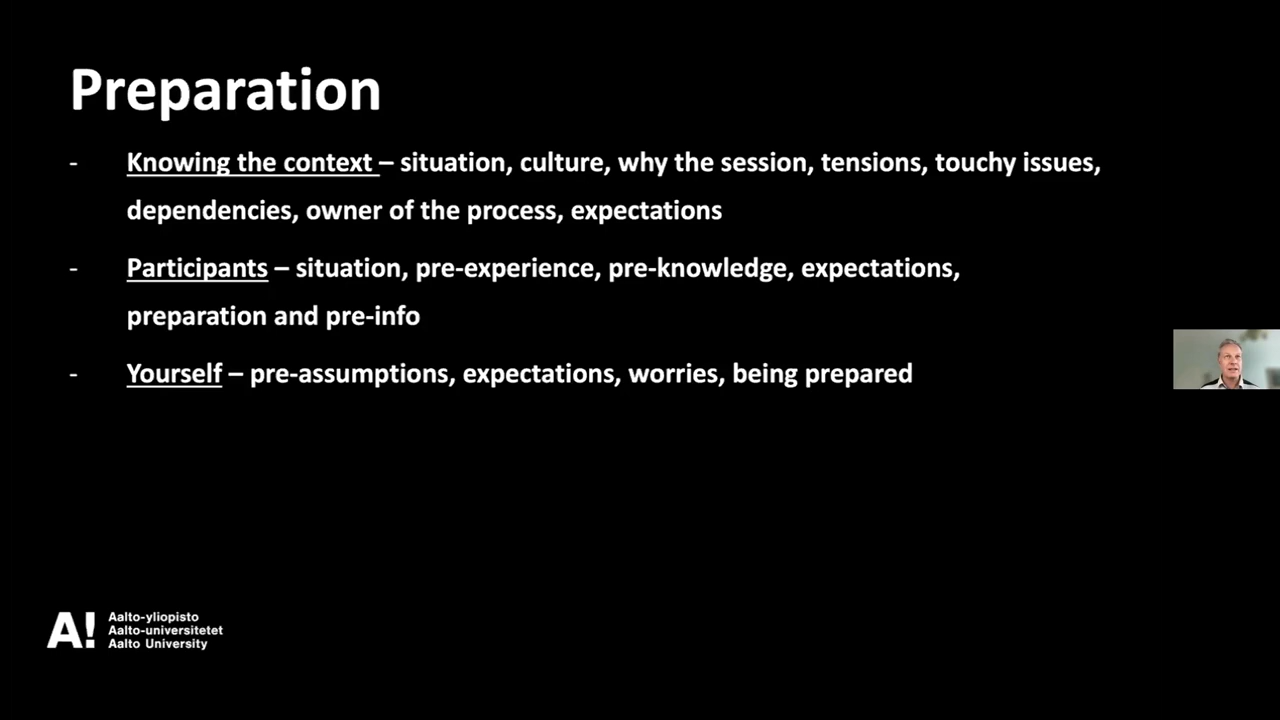 Preparation
- Knowing the context – situation, culture, why the session, tensions, touchy issues,
dependencies, owner of the process, expectations
- Participants – situation, pre-experience, pre-knowledge, expectations,
preparation and pre-info
- Yourself – pre-assumptions, expectations, worries, being prepared
A! Aalto-yliopisto
Aalto-universitetet
Aalto University